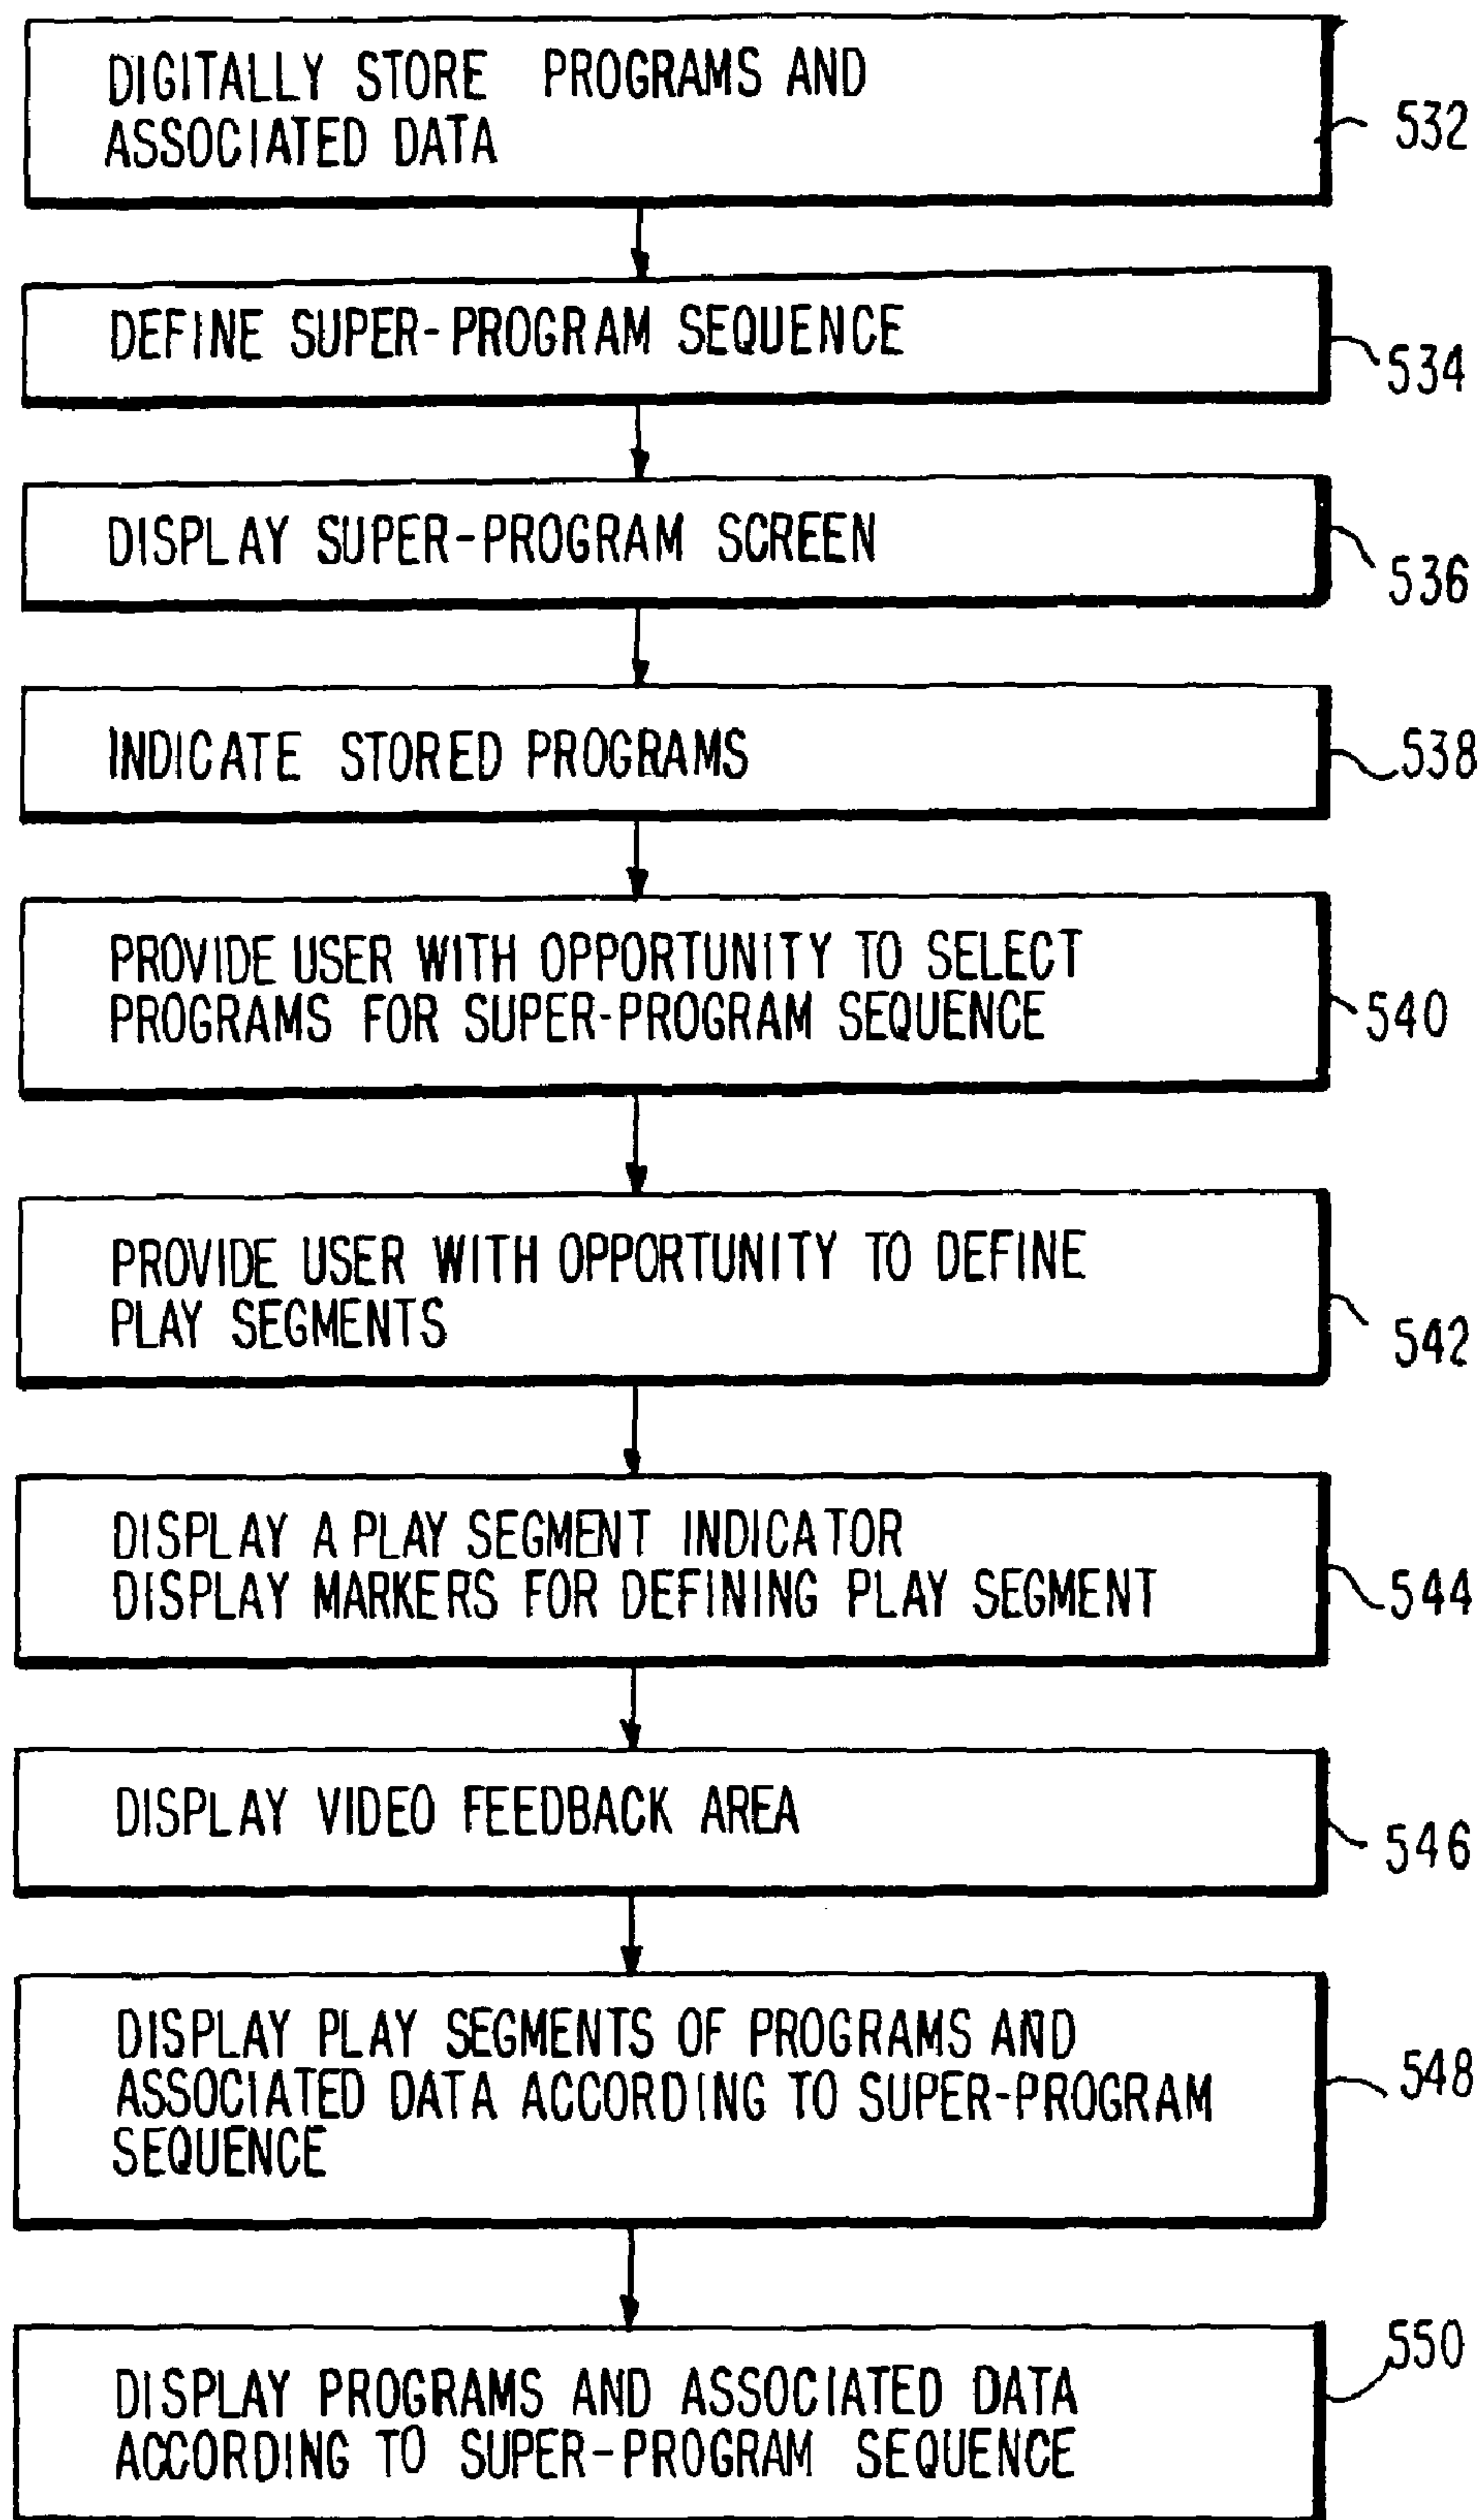 DIGITALLY STORE PROGRAMS AND
ASSOCIATED DATA
532
DEFINE SUPER-PROGRAM SEQUENCE
534
DISPLAY SUPER-PROGRAM SCREEN
536
INDICATE STORED PROGRAMS
538
PROVIDE USER WITH OPPORTUNITY TO SELECT
PROGRAMS FOR SUPER-PROGRAM SEQUENCE
540
PROVIDE USER WITH OPPORTUNITY TO DEFINE
PLAY SEGMENTS
542
DISPLAY A PLAY SEGMENT INDICATOR
DISPLAY MARKERS FOR DEFINING PLAY SEGMENT
544
DISPLAY VIDEO FEEDBACK AREA
546
DISPLAY PLAY SEGMENTS OF PROGRAMS AND
ASSOCIATED DATA ACCORDING TO SUPER-PROGRAM
SEQUENCE
548
DISPLAY PROGRAMS AND ASSOCIATED DATA
ACCORDING TO SUPER-PROGRAM SEQUENCE
550